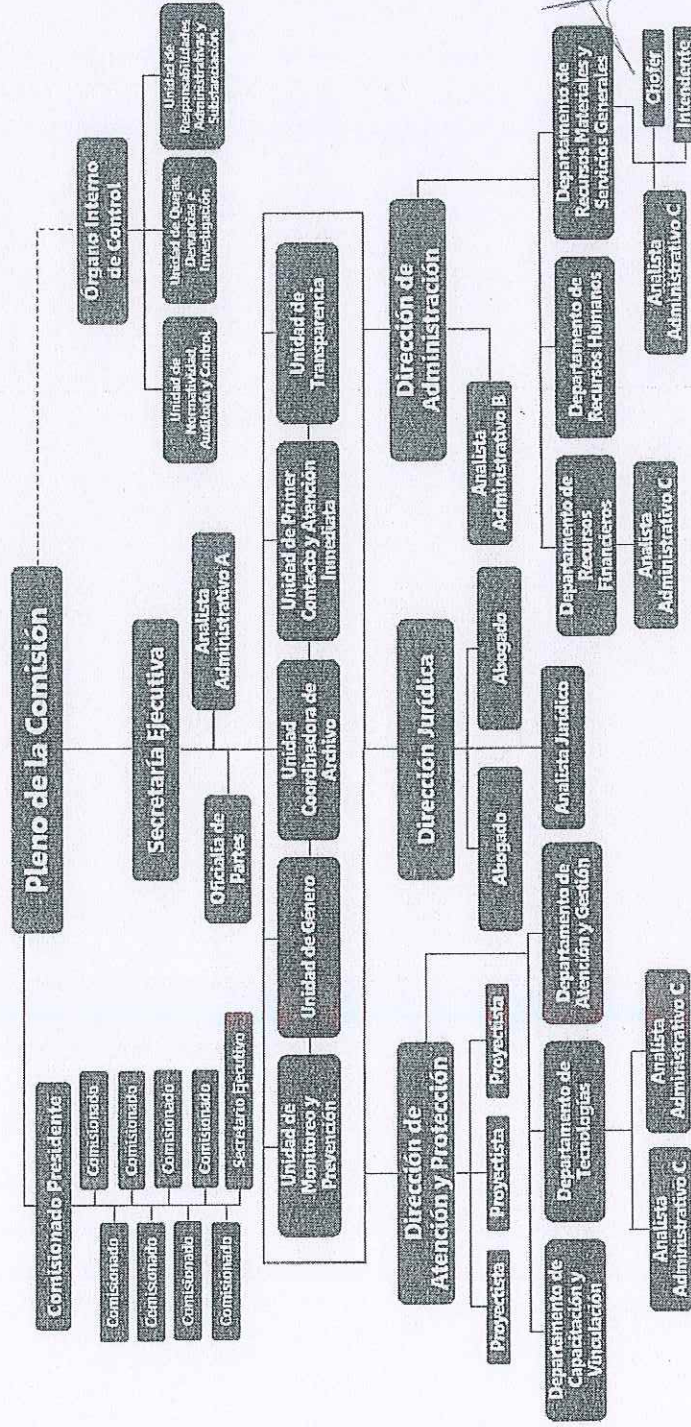 Pleno de la Comisión
Comisionado Presidente
Comisionado
Comisionado
Comisionado
Comisionado
Comisionado
Comisionado
Comisionado
Comisionado
Secretario Ejecutivo
Secretaría Ejecutiva
Oficialía de
Partes
Analista
Administrativo A
Órgano Interno
de Control
Unidad de
Normatividad,
Auditoría y Control
Unidad de Quejas,
Denuncias e
Investigación
Unidad de
Responsabilidades
Administrativas y
Substanciación
Unidad de
Monitoreo y
Prevención
Unidad de Género
Unidad
Coordinadora de
Archivo
Unidad de Primer
Contacto y Atención
Inmediata
Unidad de
Transparencia
Dirección de
Atención y Protección
Proyectista
Proyectista
Proyectista
Departamento de
Capacitación y
Vinculación
Departamento de
Tecnologías
Departamento de
Atención y Gestión
Analista
Administrativo C
Analista
Administrativo C
Dirección Jurídica
Abogado
Abogado
Analista Jurídico
Dirección de
Administración
Analista
Administrativo B
Departamento de
Recursos
Financieros
Departamento de
Recursos Humanos
Departamento de
Recursos Materiales y
Servicios Generales
Analista
Administrativo C
Analista
Administrativo C
Chofer
Intendente